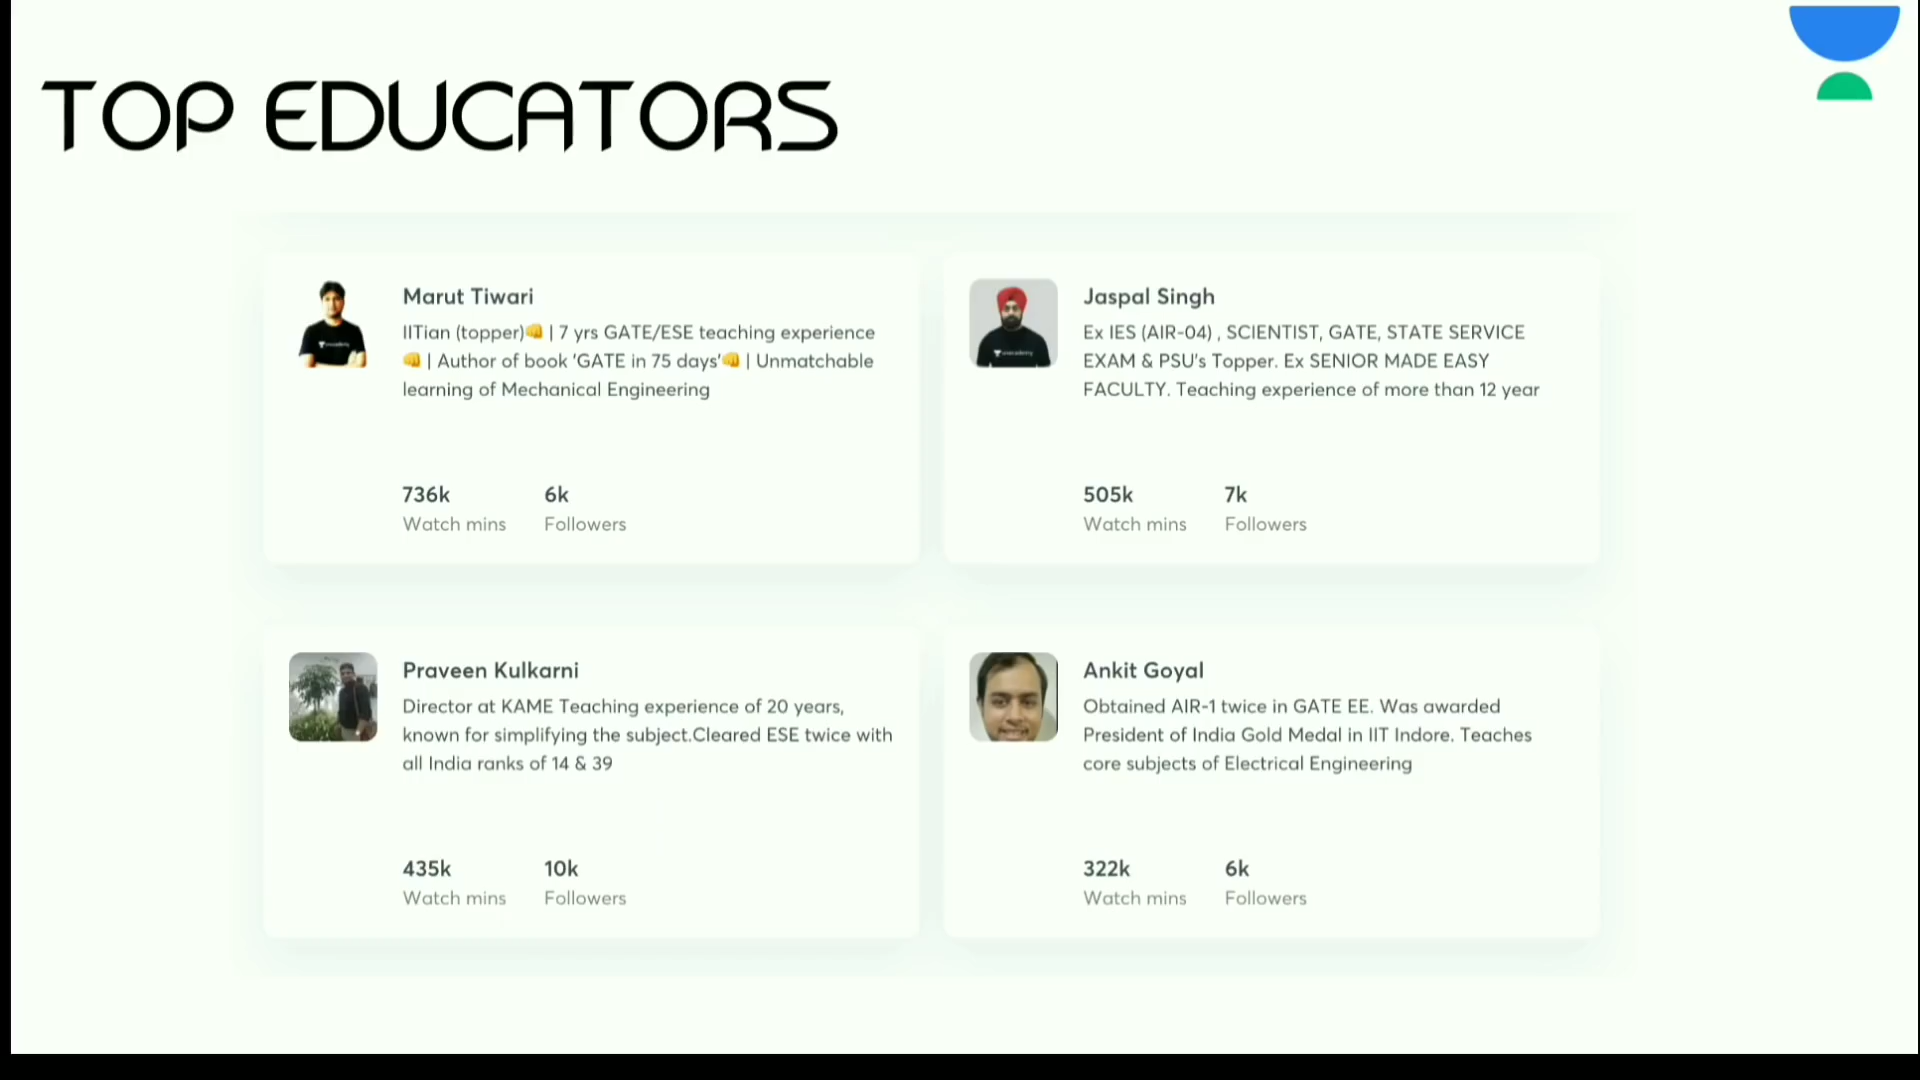 TOP EDUCATORS
Marut Tiwari
IITian (topper)👊 | 7 yrs GATE/ESE teaching experience
👊 | Author of book 'GATE in 75 days'👊 | Unmatchable
learning of Mechanical Engineering
736k 6k
Watch mins Followers
Jaspal Singh
Ex IES (AIR-04) , SCIENTIST, GATE, STATE SERVICE
EXAM & PSU's Topper. Ex SENIOR MADE EASY
FACULTY. Teaching experience of more than 12 year
505k 7k
Watch mins Followers
Praveen Kulkarni
Director at KAME Teaching experience of 20 years,
known for simplifying the subject.Cleared ESE twice with
all India ranks of 14 & 39
435k 10k
Watch mins Followers
Ankit Goyal
Obtained AIR-1 twice in GATE EE. Was awarded
President of India Gold Medal in IIT Indore. Teaches
core subjects of Electrical Engineering
322k 6k
Watch mins Followers